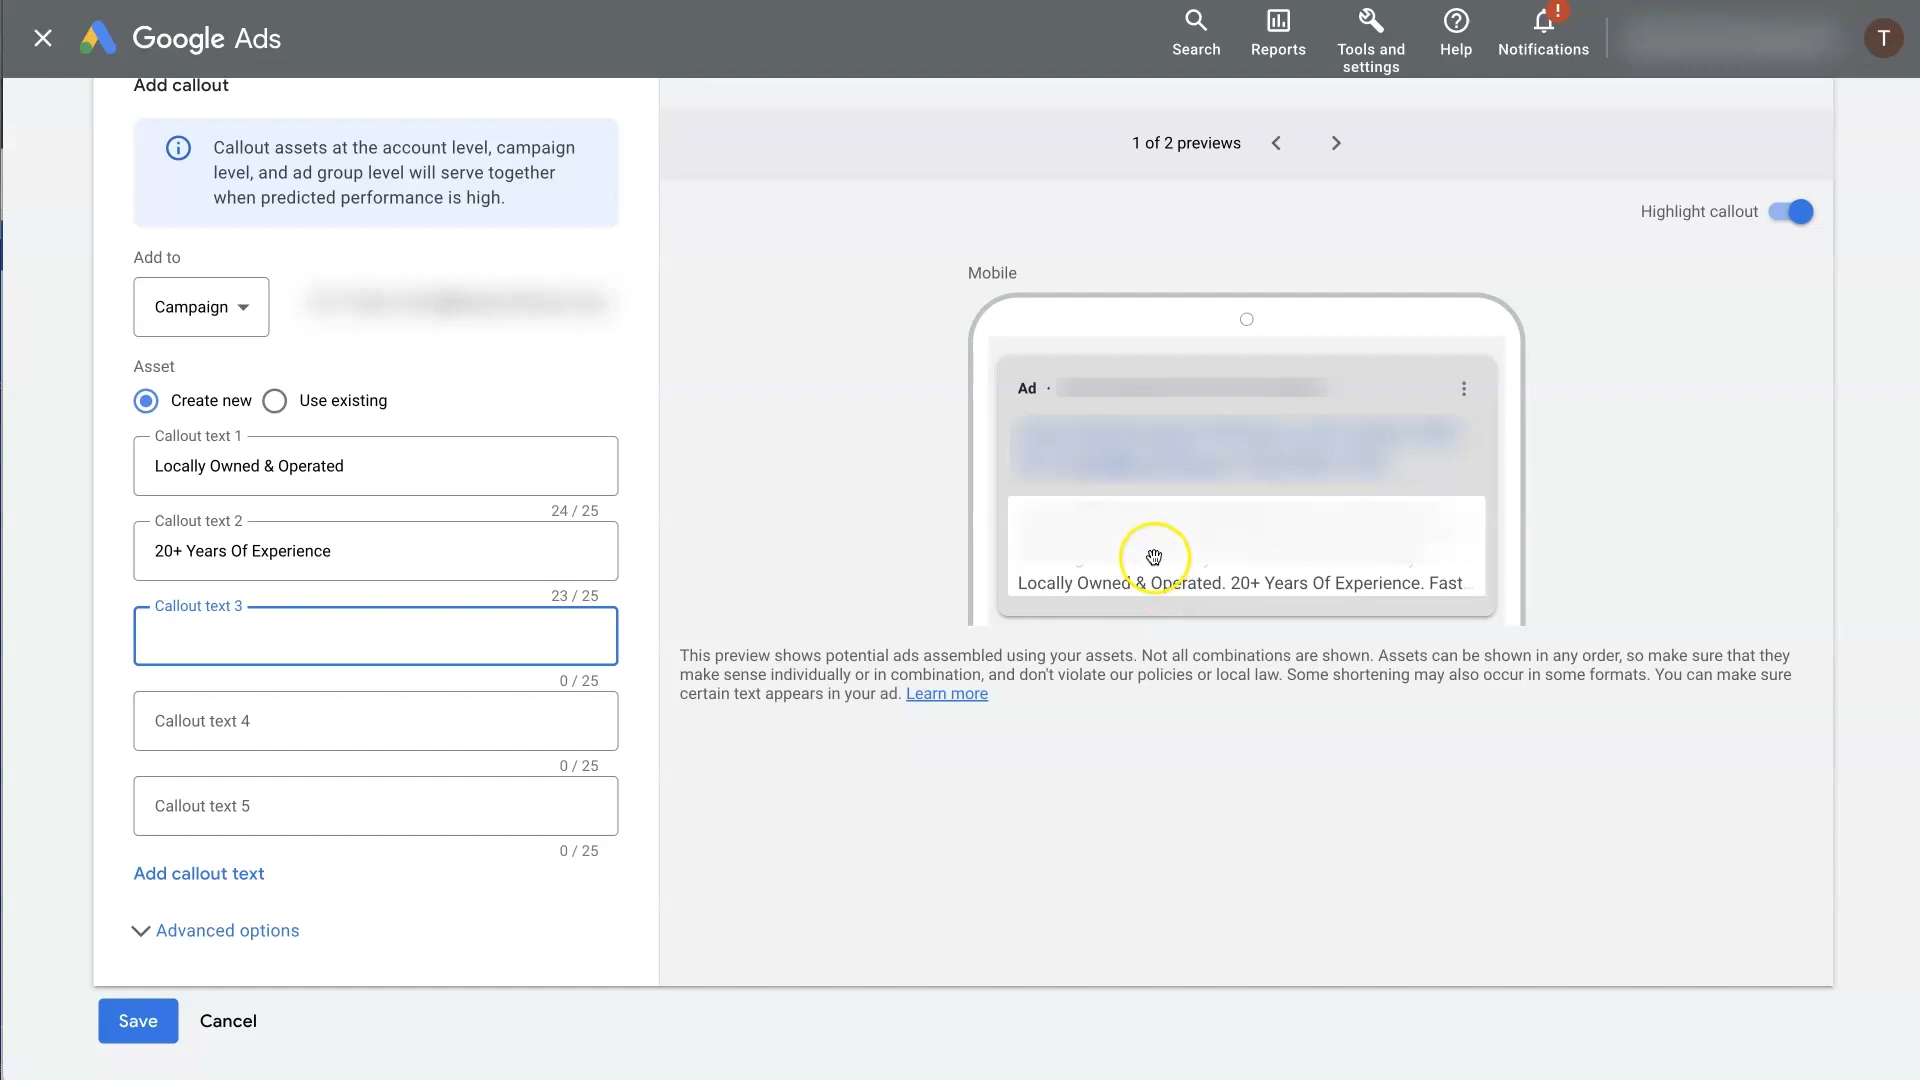 Google Ads
Search
Reports
Tools and
settings
Help
!
Notifications
T
Add callout
Callout assets at the account level, campaign
level, and ad group level will serve together
when predicted performance is high.
Add to
Campaign
Asset
Create new
Use existing
Callout text 1
Locally Owned & Operated
24 / 25
Callout text 2
20+ Years Of Experience
23 / 25
Callout text 3
0 / 25
Callout text 4
0 / 25
Callout text 5
0 / 25
Add callout text
Advanced options
Save
Cancel
1 of 2 previews
Highlight callout
Mobile
Ad ·
Locally Owned & Operated. 20+ Years Of Experience. Fast...
This preview shows potential ads assembled using your assets. Not all combinations are shown. Assets can be shown in any order, so make sure that they
make sense individually or in combination, and don't violate our policies or local law. Some shortening may also occur in some formats. You can make sure
certain text appears in your ad. Learn more